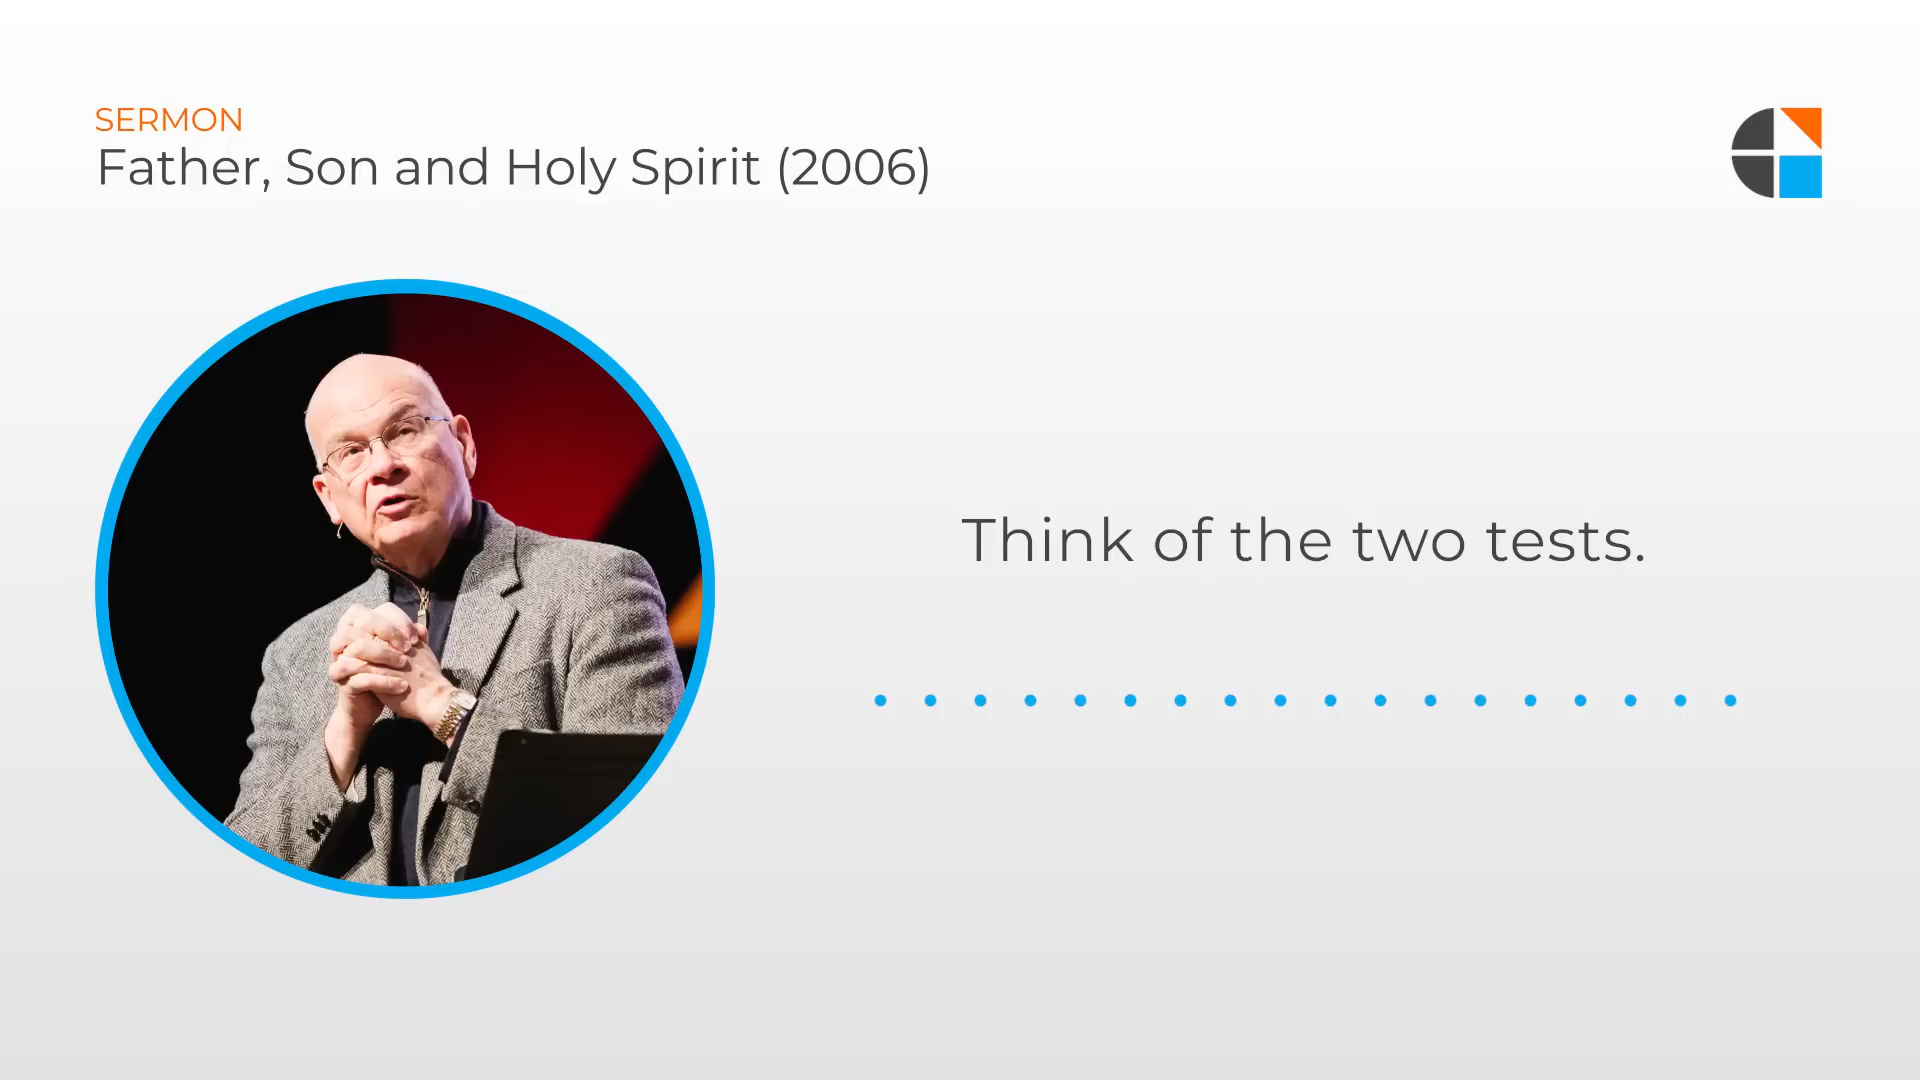 SERMON
Father, Son and Holy Spirit (2006)
Think of the two tests.